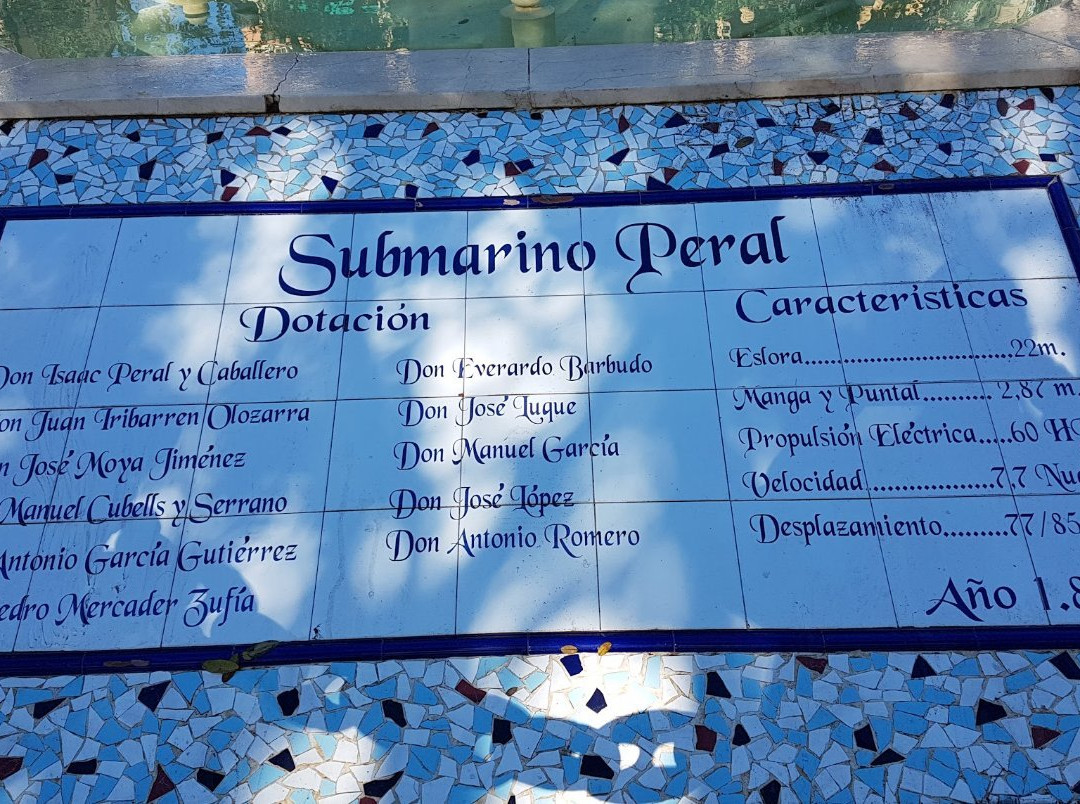 Submarino Peral
Dotación
Don Isaac Peral y Caballero
Juan Iribarren Olozarra
José Moya Jiménez
Manuel Cubells y Serrano
Antonio García Gutiérrez
Mercader Zufía
Don Everardo Barbudo
Don José Luque
Don Manuel García
Don José López
Don Antonio Romero
Características
Eslora..................................22m.
Manga y Puntal.......... 2,87 m.
Propulsión Eléctrica.....60
Velocidad..................7,7
Desplazamiento.........77/85
Año